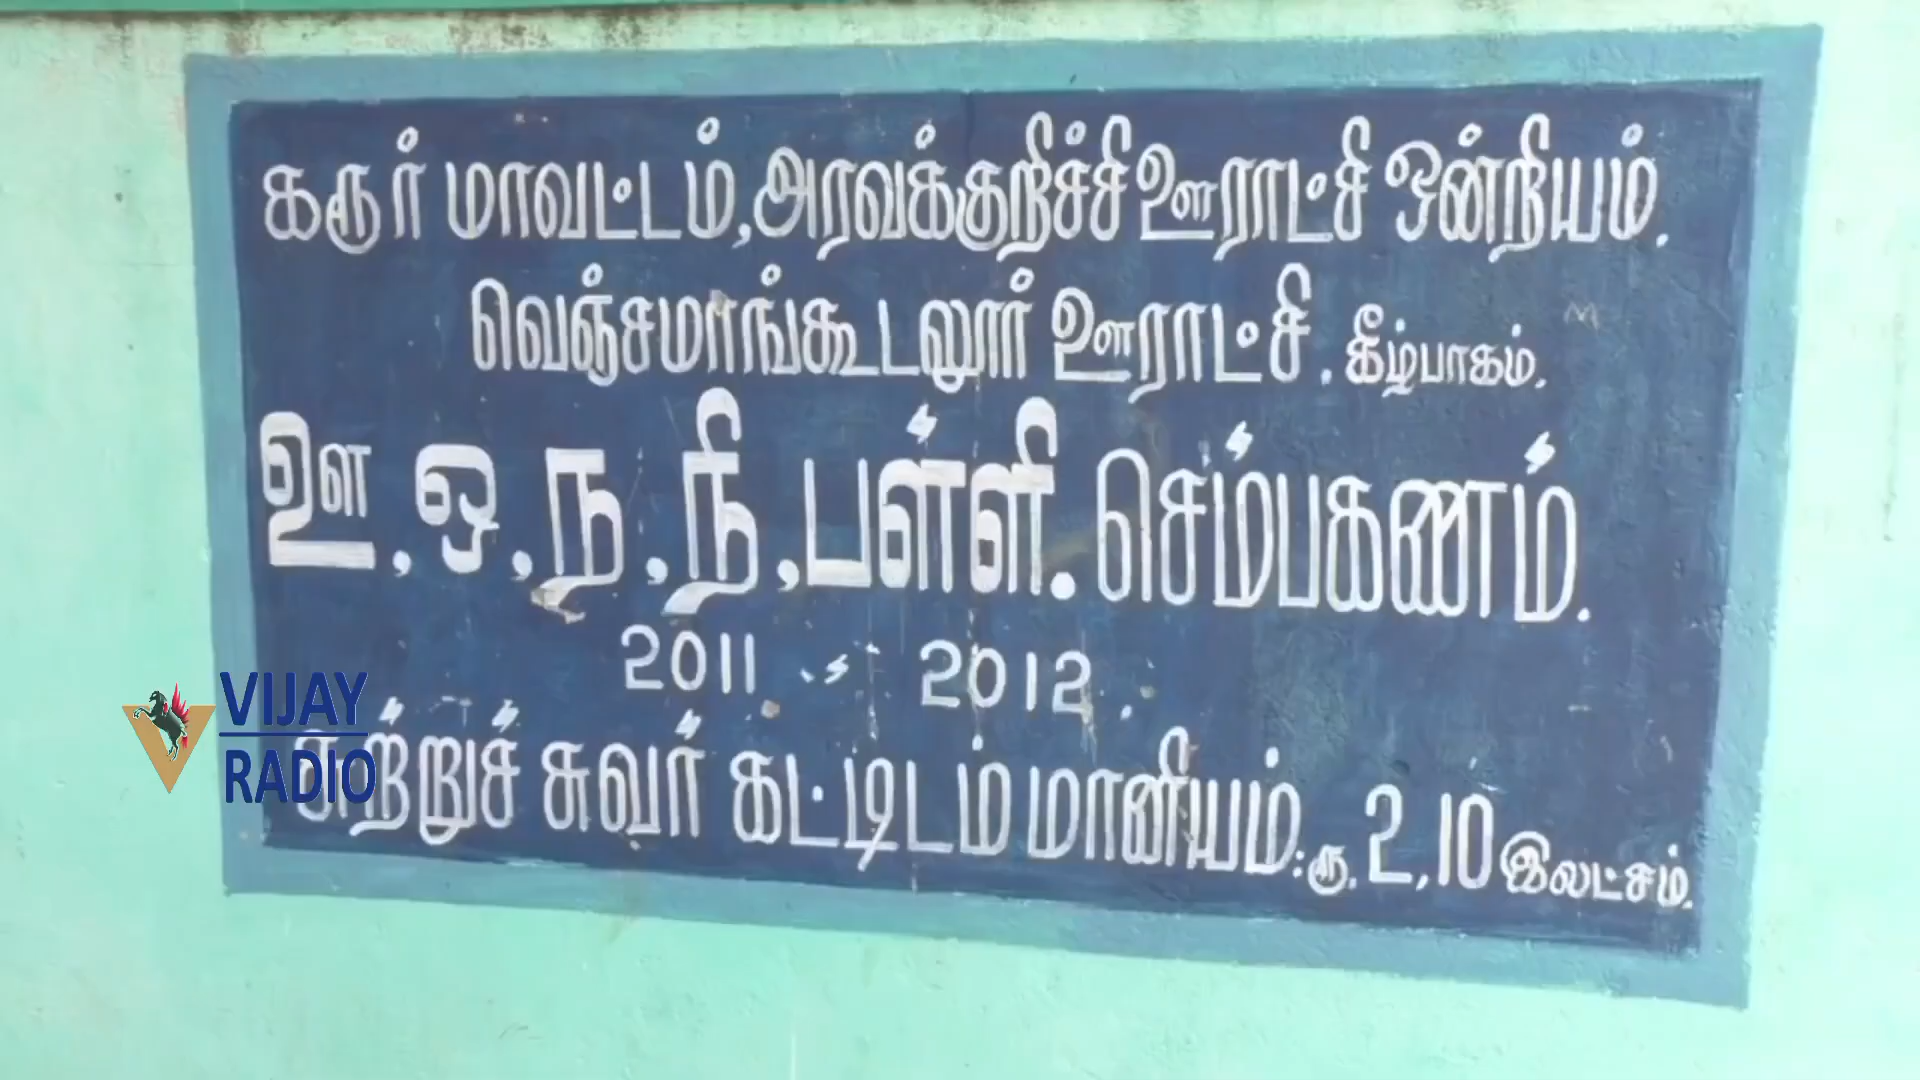 கரூர் மாவட்டம், அரவக்குறிச்சி ஊராட்சி ஒன்றியம்.
வெஞ்சமாங்கூடலூர் ஊராட்சி. கீழ்பாகம்.
ஊ.ஒ.ந.நி.பள்ளி. செம்பகணம்.
2011 - 2012.
சுற்றுச் சுவர் கட்டிடம் மானியம்: ரூ. 2,10 இலட்சம்.
VIJAY
RADIO